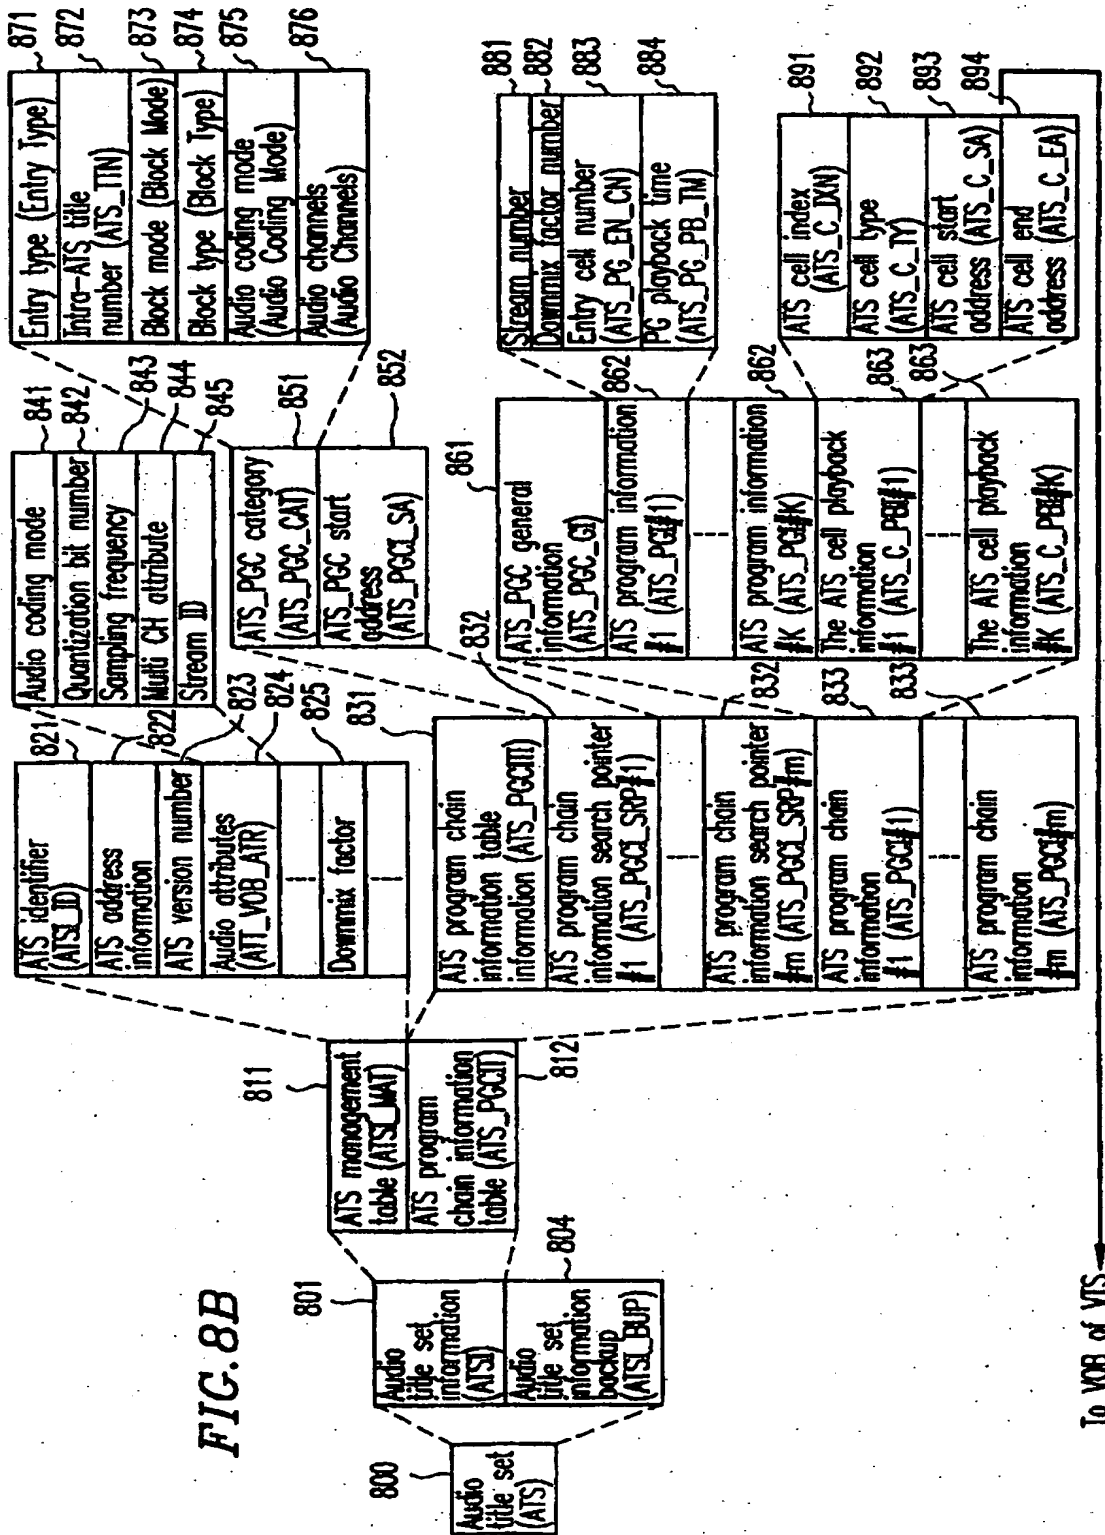 FIG. 8B
800
Audio
title set
(ATS)
801
Audio
title set
information
(ATSI)
804
Audio
title set
information
backup
(ATSI_BUP)
811
ATS management
table (ATSI_MAT)
ATS program
chain information
table (ATS_PGCIT)
812
821
ATS identifier
(ATSI_ID)
822
ATS address
information
823
ATS version number
824
Audio attributes
(ATT_VOB_ATR)
825
Downmix factor
831
ATS program chain
information table
information (ATS_PGCITI)
832
ATS program chain
information search pointer
#1 (ATS_PGCI_SRP#1)
832
ATS program chain
information search pointer
#m (ATS_PGCI_SRP#m)
833
ATS program chain
information
#1 (ATS_PGCI#1)
833
ATS program chain
information
#m (ATS_PGCI#m)
841
Audio coding mode
842
Quantization bit number
843
Sampling frequency
844
Multi CH attribute
845
Stream ID
851
ATS_PGC category
(ATS_PGC_CAT)
852
ATS_PGC start
address
(ATS_PGCI_SA)
861
ATS_PGC general
information
(ATS_PGC_GI)
862
ATS program information
#1 (ATS_PGI#1)
862
ATS program information
#K (ATS_PGI#K)
863
The ATS cell playback
information
#1 (ATS_C_PBI#1)
863
The ATS cell playback
information
#K (ATS_C_PBI#K)
871
Entry type (Entry Type)
872
Intra-ATS title
number (ATS_TTN)
873
Block mode (Block Mode)
874
Block type (Block Type)
875
Audio coding mode
(Audio Coding Mode)
876
Audio channels
(Audio Channels)
881
Stream number
882
Downmix factor number
883
Entry cell number
(ATS_PG_EN_CN)
884
PG playback time
(ATS_PG_PB_TM)
891
ATS cell index
(ATS_C_IXN)
892
ATS cell type
(ATS_C_TY)
893
ATS cell start
address (ATS_C_SA)
894
ATS cell end
address (ATS_C_EA)
To VOB of VTS